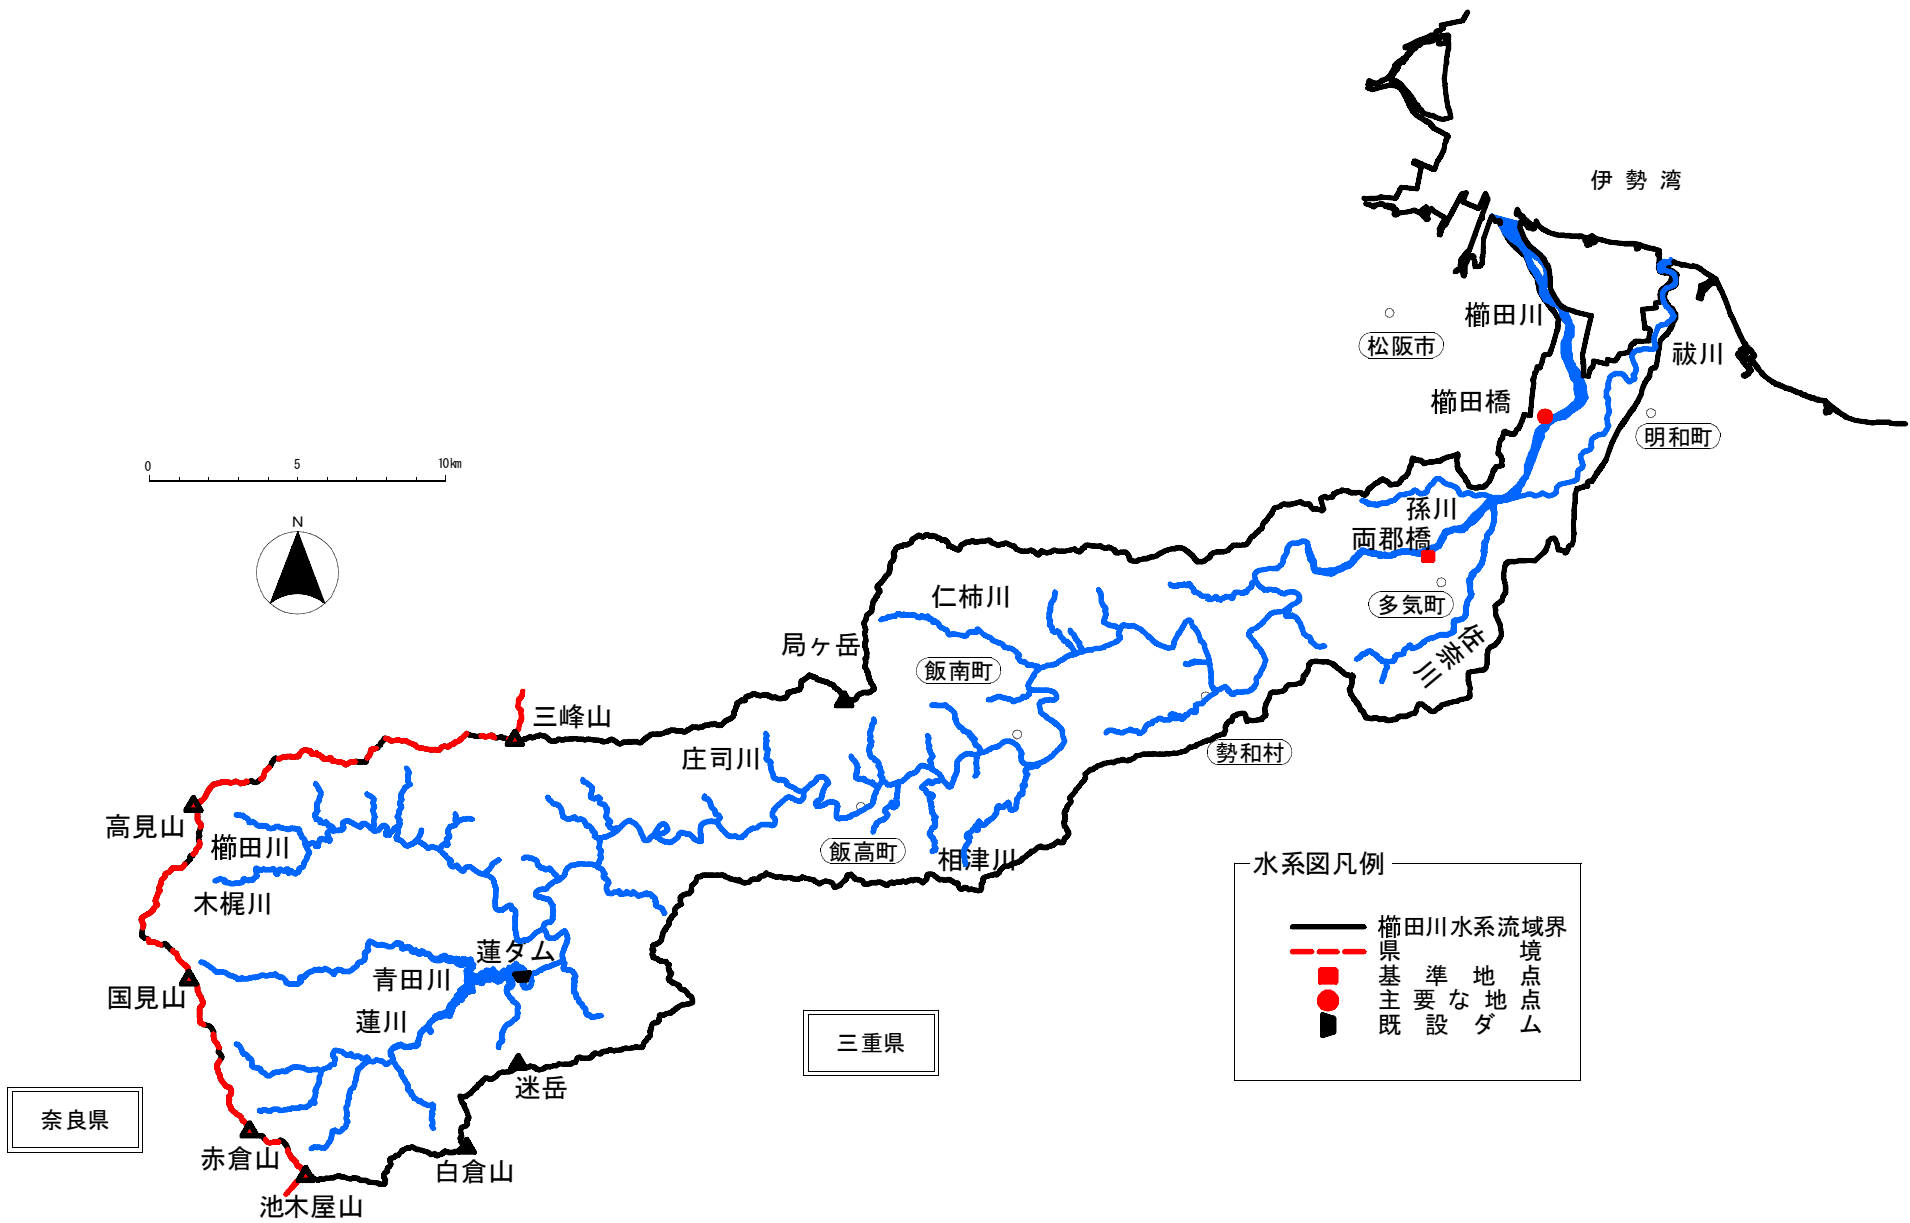 伊勢湾
櫛田川
松阪市
祓川
櫛田橋
明和町
0 5 10km
N
孫川
両郡橋
多気町
佐奈川
仁柿川
局ヶ岳
飯南町
三峰山
庄司川
勢和村
高見山
櫛田川
飯高町
相津川
木梶川
蓮ダム
青田川
国見山
蓮川
三重県
迷岳
奈良県
赤倉山
白倉山
池木屋山
水系図凡例
櫛田川水系流域界
県境
基準地点
主要な地点
既設ダム